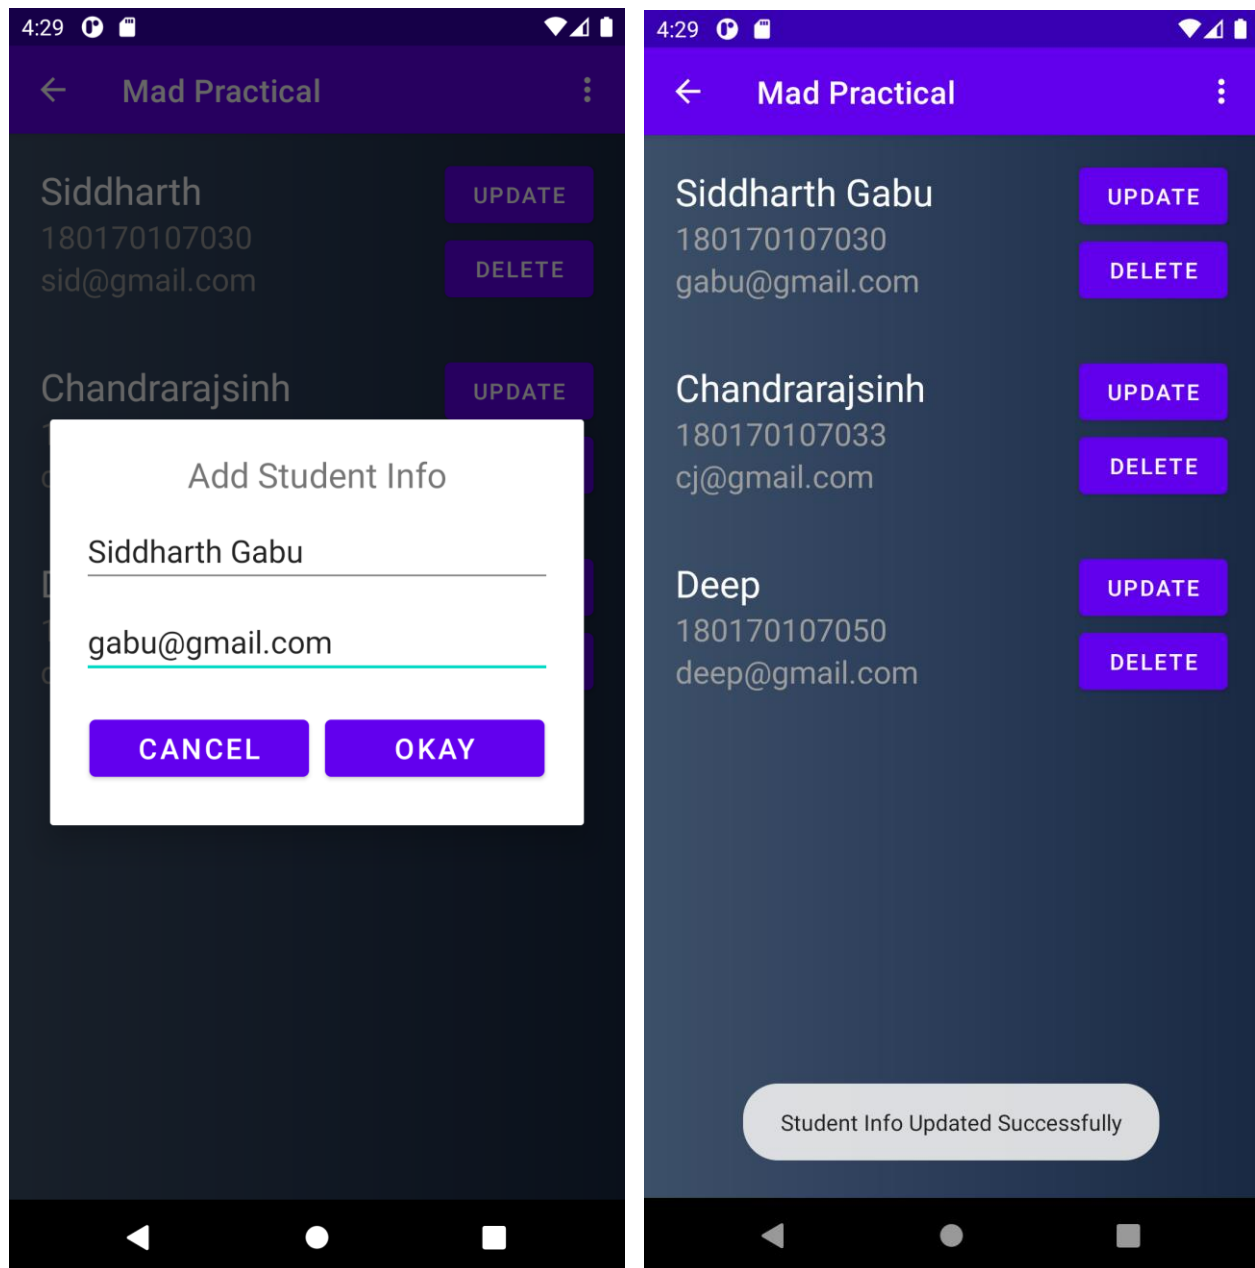 4:29
Mad Practical
Siddharth
UPDATE
180170107030
sid@gmail.com
DELETE
Chandrarajsinh
UPDATE
Add Student Info
Siddharth Gabu
gabu@gmail.com
CANCEL
OKAY
4:29
Mad Practical
Siddharth Gabu
UPDATE
180170107030
gabu@gmail.com
DELETE
Chandrarajsinh
UPDATE
180170107033
cj@gmail.com
DELETE
Deep
UPDATE
180170107050
deep@gmail.com
DELETE
Student Info Updated Successfully